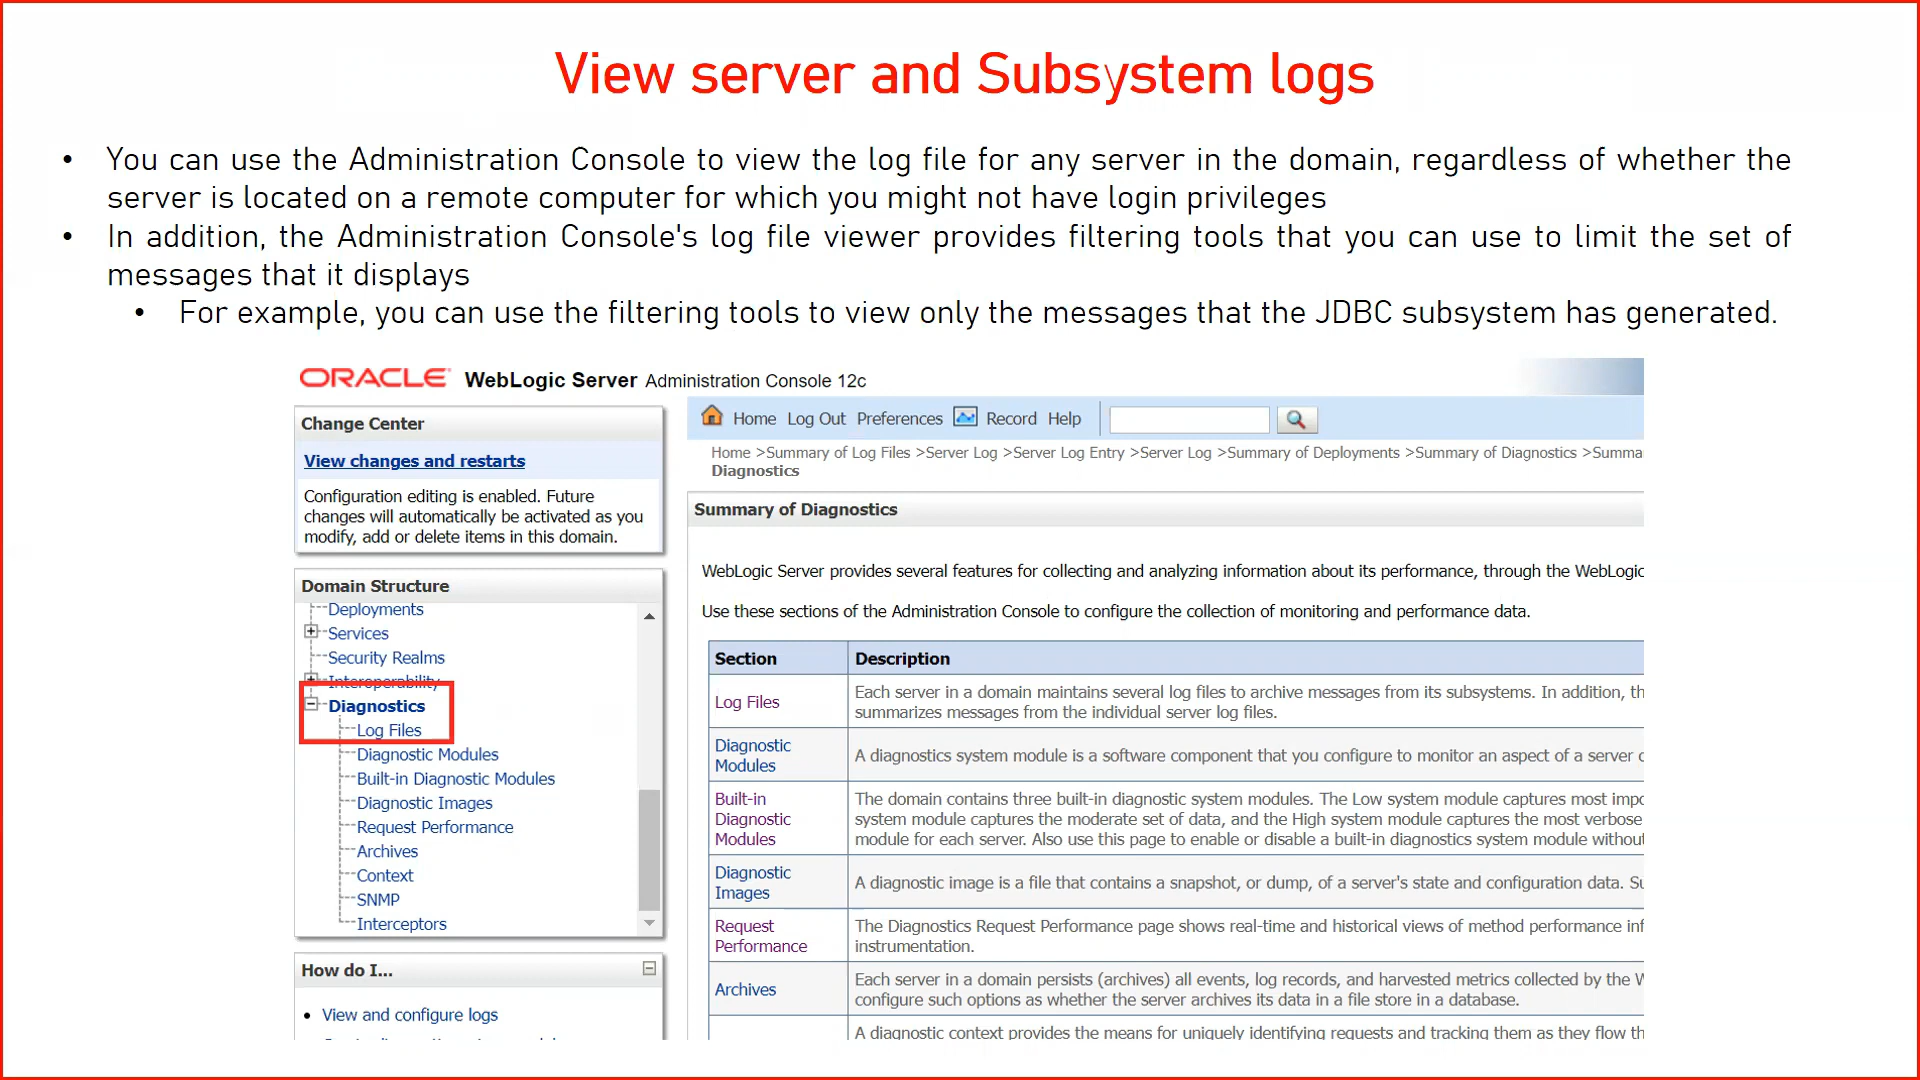 View server and Subsystem logs
• You can use the Administration Console to view the log file for any server in the domain, regardless of whether the
server is located on a remote computer for which you might not have login privileges
• In addition, the Administration Console's log file viewer provides filtering tools that you can use to limit the set of
messages that it displays
• For example, you can use the filtering tools to view only the messages that the JDBC subsystem has generated.
ORACLE WebLogic Server Administration Console 12c
Change Center
View changes and restarts
Configuration editing is enabled. Future
changes will automatically be activated as you
modify, add or delete items in this domain.
Domain Structure
Deployments
Services
Security Realms
Interoperability
Diagnostics
Log Files
Diagnostic Modules
Built-in Diagnostic Modules
Diagnostic Images
Request Performance
Archives
Context
SNMP
Interceptors
How do I...
• View and configure logs
Home Log Out Preferences Record Help
Home >Summary of Log Files >Server Log >Server Log Entry >Server Log >Summary of Deployments >Summary of Diagnostics >Summa
Diagnostics
Summary of Diagnostics
WebLogic Server provides several features for collecting and analyzing information about its performance, through the WebLogic
Use these sections of the Administration Console to configure the collection of monitoring and performance data.
Section Description
Log Files
Each server in a domain maintains several log files to archive messages from its subsystems. In addition, th
summarizes messages from the individual server log files.
Diagnostic
Modules
A diagnostics system module is a software component that you configure to monitor an aspect of a server
Built-in
Diagnostic
Modules
The domain contains three built-in diagnostic system modules. The Low system module captures most impo
system module captures the moderate set of data, and the High system module captures the most verbose
module for each server. Also use this page to enable or disable a built-in diagnostics system module withou
Diagnostic
Images
A diagnostic image is a file that contains a snapshot, or dump, of a server's state and configuration data. Su
Request
Performance
The Diagnostics Request Performance page shows real-time and historical views of method performance inf
instrumentation.
Archives
Each server in a domain persists (archives) all events, log records, and harvested metrics collected by the W
configure such options as whether the server archives its data in a file store in a database.
A diagnostic context provides the means for uniquely identifying requests and tracking them as they flow th